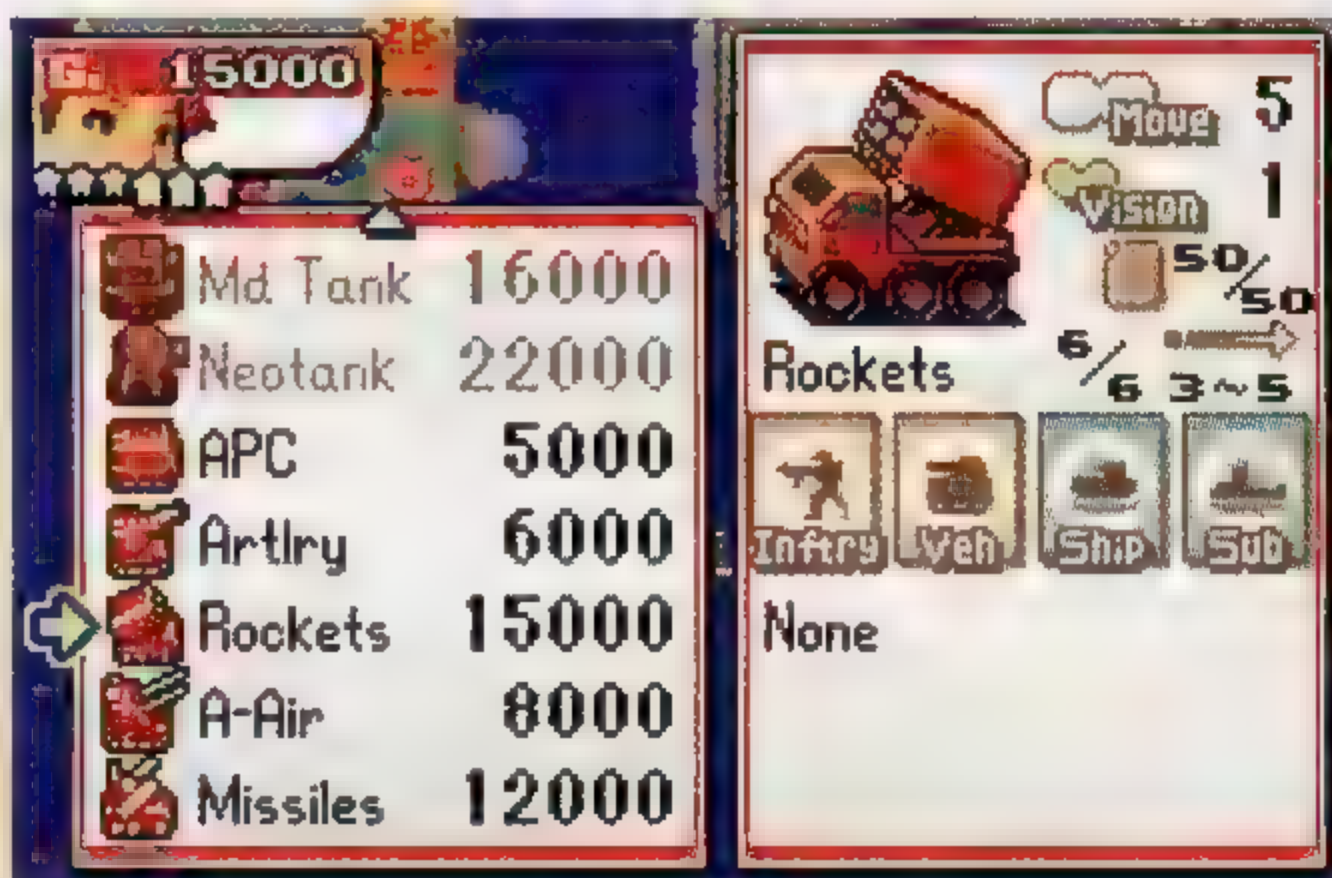 G. 15000
Md Tank 16000
Neotank 22000
APC 5000
Artlry 6000
Rockets 15000
A-Air 8000
Missiles 12000
Move 5
Vision 1
50/50
Rockets 6/6 3~5
Inftry Veh Ship Sub
None